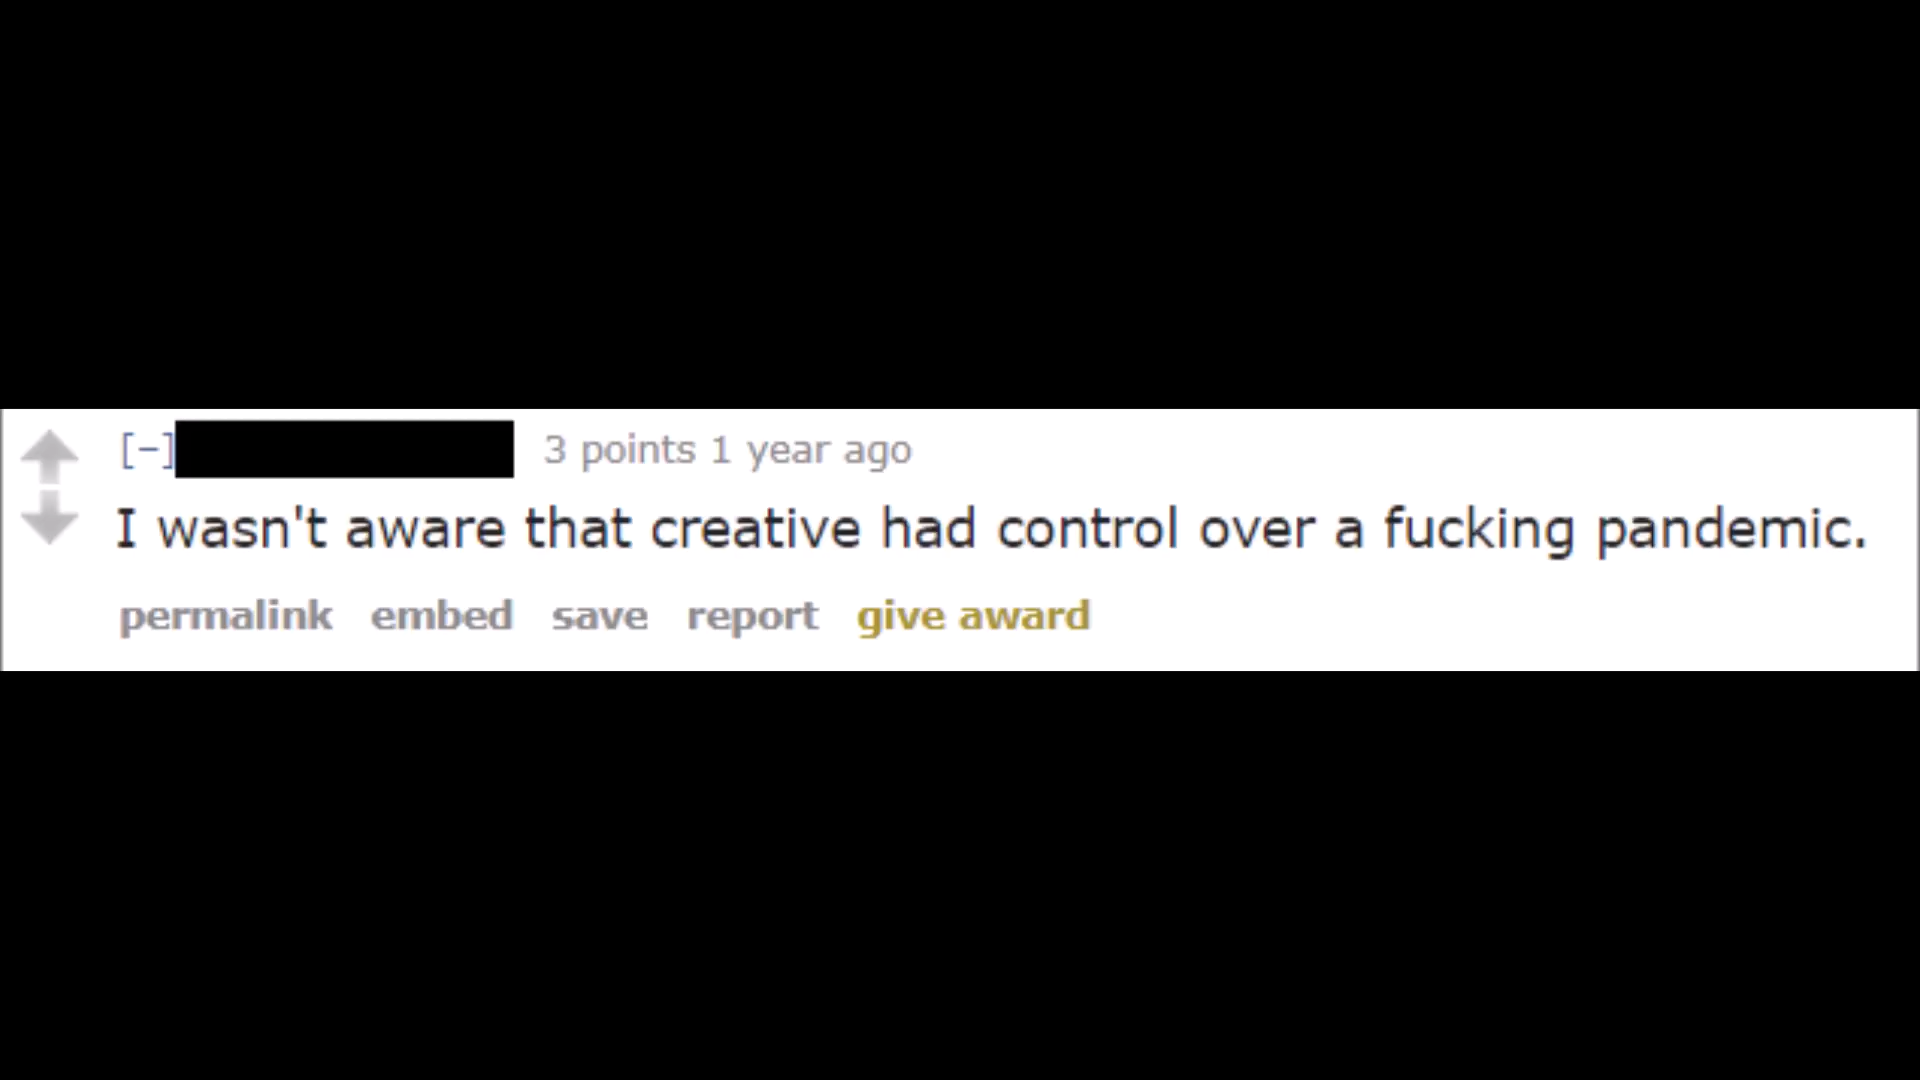 [–] 3 points 1 year ago
I wasn't aware that creative had control over a fucking pandemic.
permalink embed save report give award